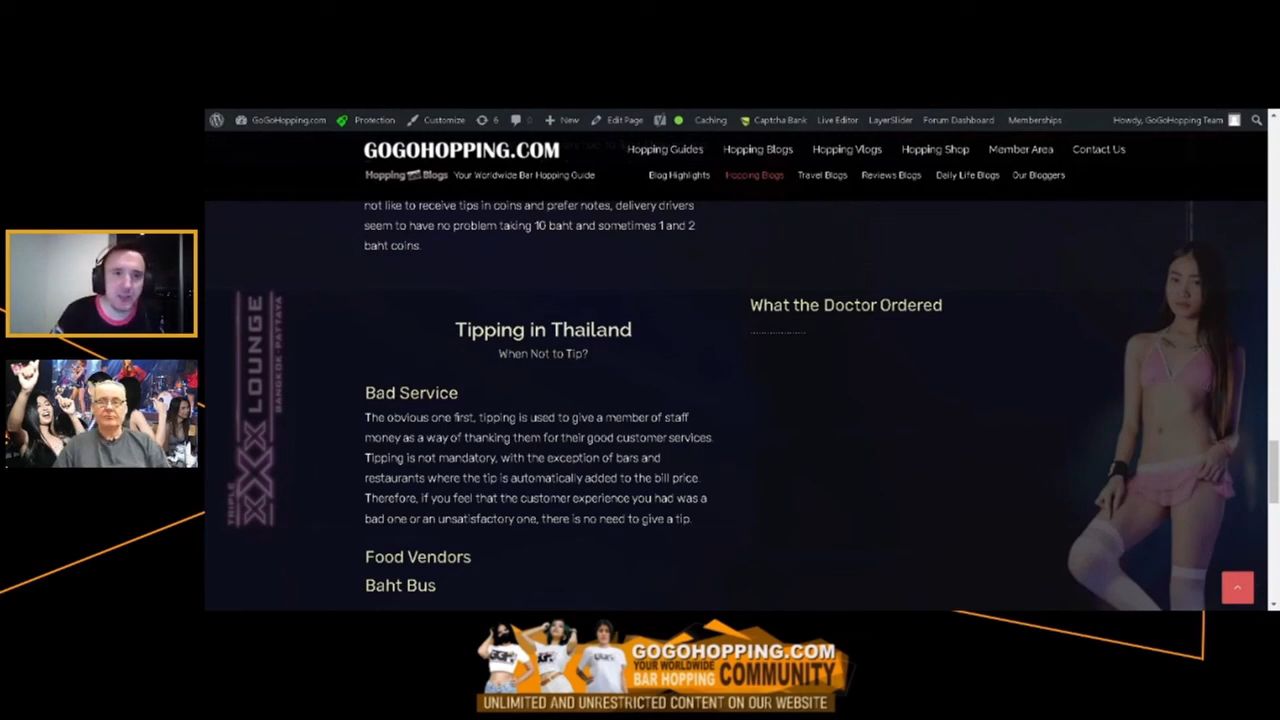 GoGoHopping.com Protection Customize 6 0 New Edit Page Caching Captcha Bank Live Editor LayerSlider Forum Dashboard Memberships Howdy, GoGoHopping Team
GOGOHOPPING.COM Hopping Guides Hopping Blogs Hopping Vlogs Hopping Shop Member Area Contact Us
Hopping Blogs Your Worldwide Bar Hopping Guide Blog Highlights Hopping Blogs Travel Blogs Reviews Blogs Daily Life Blogs Our Bloggers
not like to receive tips in coins and prefer notes, delivery drivers
seem to have no problem taking 10 baht and sometimes 1 and 2
baht coins.
What the Doctor Ordered
Tipping in Thailand
When Not to Tip?
Bad Service
The obvious one first, tipping is used to give a member of staff
money as a way of thanking them for their good customer services.
Tipping is not mandatory, with the exception of bars and
restaurants where the tip is automatically added to the bill price.
Therefore, if you feel that the customer experience you had was a
bad one or an unsatisfactory one, there is no need to give a tip.
Food Vendors
Baht Bus
TRIPLE XXX LOUNGE
BANGKOK PATTAYA
GOGOHOPPING.COM
YOUR WORLDWIDE
BAR HOPPING COMMUNITY
UNLIMITED AND UNRESTRICTED CONTENT ON OUR WEBSITE